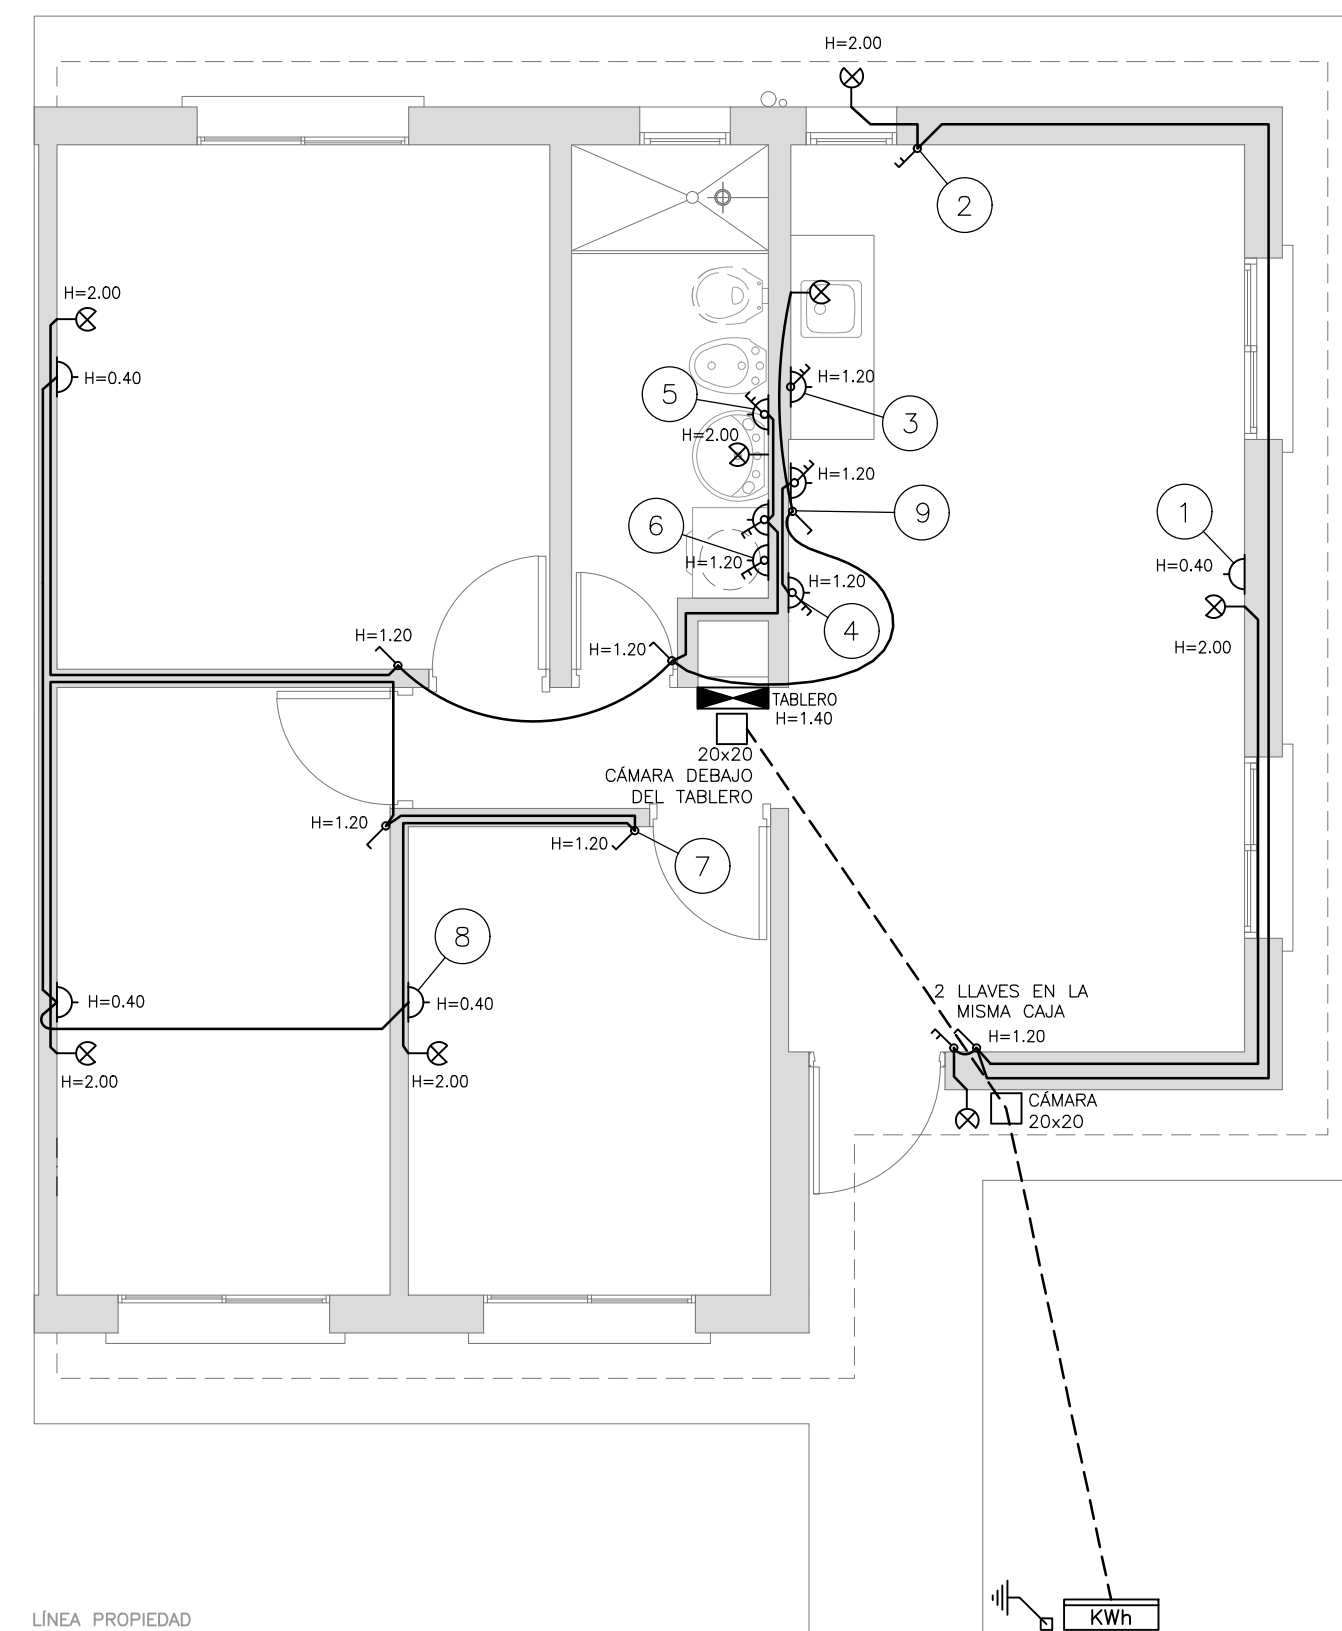 H=2.00
2
H=2.00
H=0.40
5
H=1.20
3
H=2.00
H=1.20
6
9
1
H=1.20
H=1.20
H=0.40
4
H=1.20
H=1.20
H=2.00
TABLERO
H=1.40
20x20
CÁMARA DEBAJO
DEL TABLERO
H=1.20
H=1.20
7
8
H=0.40
H=0.40
2 LLAVES EN LA
MISMA CAJA
H=1.20
H=2.00
H=2.00
CÁMARA
20x20
LÍNEA PROPIEDAD
KWh